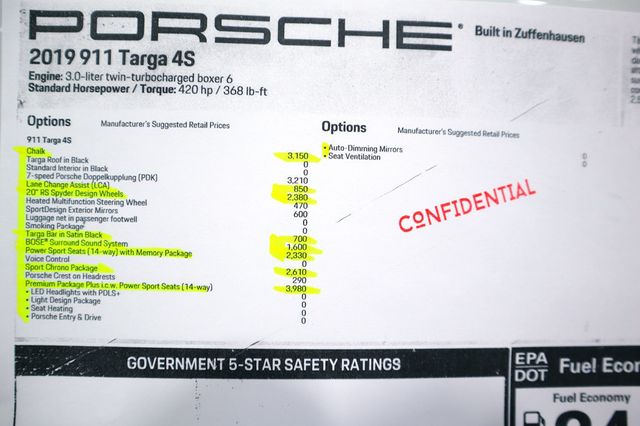 PORSCHE® Built in Zuffenhausen
2019 911 Targa 4S
Engine: 3.0-liter twin-turbocharged boxer 6
Standard Horsepower / Torque: 420 hp / 368 lb-ft
Options Manufacturer's Suggested Retail Prices
911 Targa 4S
Chalk 3,150
Targa Roof in Black 0
Standard Interior in Black 0
7-speed Porsche Doppelkupplung (PDK) 3,210
Lane Change Assist (LCA) 850
20" RS Spyder Design Wheels 2,380
Heated Multifunction Steering Wheel 470
SportDesign Exterior Mirrors 600
Luggage net in passenger footwell 0
Smoking Package 0
Targa Bar in Satin Black 700
BOSE® Surround Sound System 1,600
Power Sport Seats (14-way) with Memory Package 2,330
Voice Control 0
Sport Chrono Package 2,610
Porsche Crest on Headrests 290
Premium Package Plus i.c.w. Power Sport Seats (14-way) 3,980
• LED Headlights with PDLS+ 0
• Light Design Package 0
• Seat Heating 0
• Porsche Entry & Drive 0
Options Manufacturer's Suggested Retail Prices
• Auto-Dimming Mirrors 0
• Seat Ventilation 0
CONFIDENTIAL
GOVERNMENT 5-STAR SAFETY RATINGS
EPA
DOT
Fuel Econ
Fuel Economy